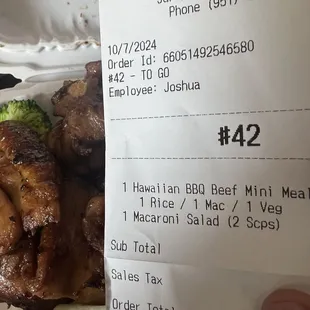 Phone (951)
10/7/2024
Order Id: 66051492546580
#42 - TO GO
Employee: Joshua
#42
1 Hawaiian BBQ Beef Mini Meal
1 Rice / 1 Mac / 1 Veg
1 Macaroni Salad (2 Scps)
Sub Total
Sales Tax
Order Total